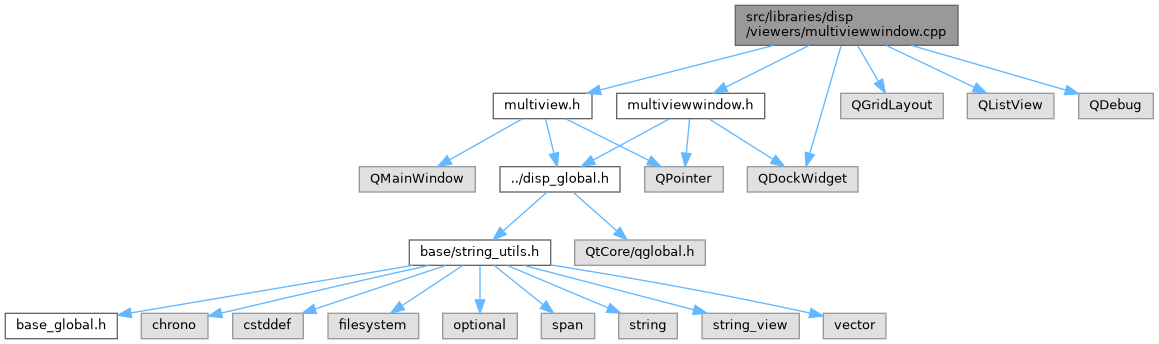 src/libraries/disp
/viewers/multiviewwindow.cpp
multiview.h
multiviewwindow.h
QGridLayout
QListView
QDebug
QMainWindow
../disp_global.h
QPointer
QDockWidget
base/string_utils.h
QtCore/qglobal.h
base_global.h
chrono
cstddef
filesystem
optional
span
string
string_view
vector